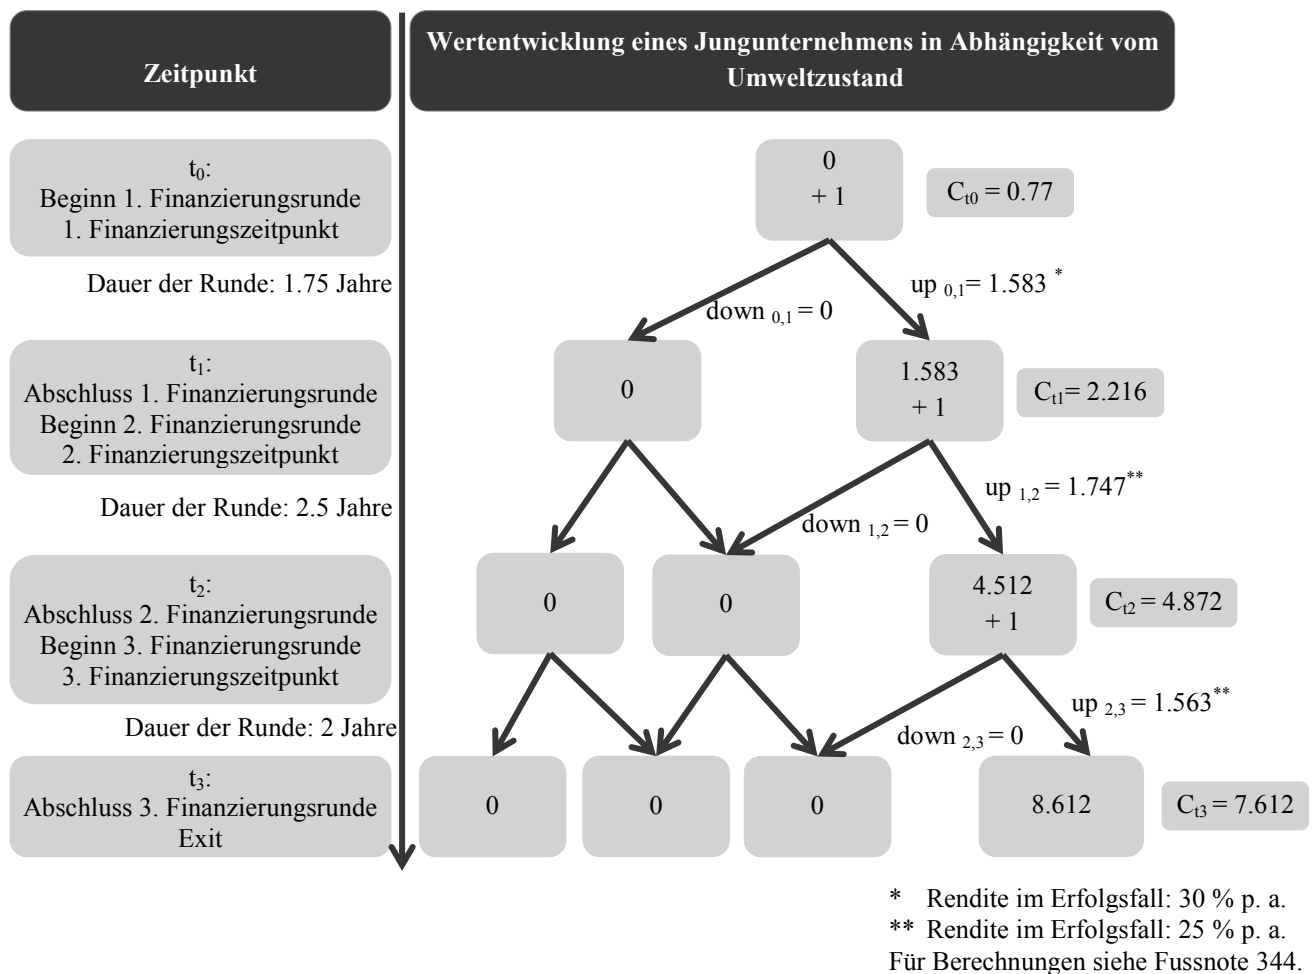 Zeitpunkt
Wertentwicklung eines Jungunternehmens in Abhängigkeit vom
Umweltzustand
t₀:
Beginn 1. Finanzierungsrunde
1. Finanzierungszeitpunkt
0
+ 1
Cₜ₀ = 0.77
Dauer der Runde: 1.75 Jahre
down ₀,₁ = 0
up ₀,₁= 1.583 *
t₁:
Abschluss 1. Finanzierungsrunde
Beginn 2. Finanzierungsrunde
2. Finanzierungszeitpunkt
0
1.583
+ 1
Cₜ₁= 2.216
Dauer der Runde: 2.5 Jahre
down ₁,₂ = 0
up ₁,₂ = 1.747**
t₂:
Abschluss 2. Finanzierungsrunde
Beginn 3. Finanzierungsrunde
3. Finanzierungszeitpunkt
0
0
4.512
+ 1
Cₜ₂ = 4.872
Dauer der Runde: 2 Jahre
down ₂,₃ = 0
up ₂,₃ = 1.563**
t₃:
Abschluss 3. Finanzierungsrunde
Exit
0
0
0
8.612
Cₜ₃ = 7.612
* Rendite im Erfolgsfall: 30 % p. a.
** Rendite im Erfolgsfall: 25 % p. a.
Für Berechnungen siehe Fussnote 344.